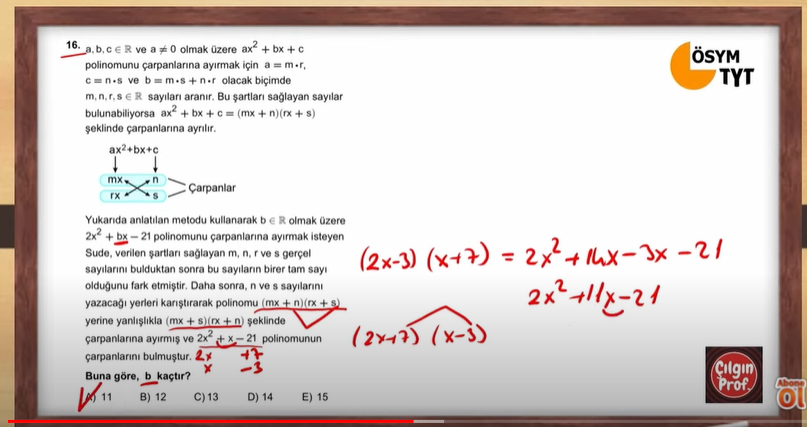 16. a, b, c ∈ ℝ ve a ≠ 0 olmak üzere ax² + bx + c
polinomunu çarpanlarına ayırmak için a = m·r,
c = n·s ve b = m·s + n·r olacak biçimde
m, n, r, s ∈ ℝ sayıları aranır. Bu şartları sağlayan sayılar
bulunabiliyorsa ax² + bx + c = (mx + n)(rx + s)
şeklinde çarpanlarına ayrılır.
ax²+bx+c
mx n
rx s
Çarpanlar
Yukarıda anlatılan metodu kullanarak b ∈ ℝ olmak üzere
2x² + bx – 21 polinomunu çarpanlarına ayırmak isteyen
Sude, verilen şartları sağlayan m, n, r ve s gerçel
sayılarını bulduktan sonra bu sayıların birer tam sayı
olduğunu fark etmiştir. Daha sonra, n ve s sayılarını
yazacağı yerleri karıştırarak polinomu (mx + n)(rx + s)
yerine yanlışlıkla (mx + s)(rx + n) şeklinde
çarpanlarına ayırmış ve 2x² + x – 21 polinomunun
çarpanlarını bulmuştur.
2x +7
x -3
Buna göre, b kaçtır?
A) 11 B) 12 C) 13 D) 14 E) 15
(2x-3) (x+7) = 2x²+14x-3x-21
2x²+11x-21
(2x+7) (x-3)
ÖSYM
TYT
Çılgın
Prof.
Abone
Ol